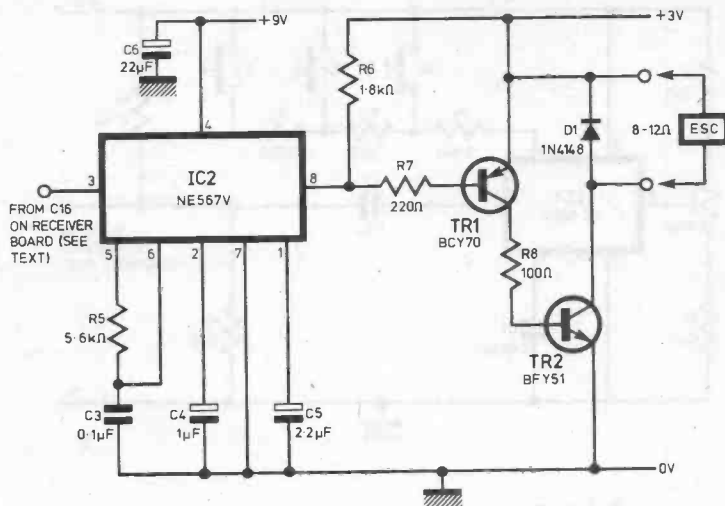 +9V
+3V
C6
22µF
R6
1·8kΩ
4
D1
1N4148
8-12Ω
ESC
IC2
NE567V
3
8
R7
220Ω
FROM C16
ON RECEIVER
BOARD (SEE
TEXT)
TR1
BCY70
5
6
2
7
1
R8
100Ω
R5
5·6kΩ
TR2
BFY51
C3
0·1µF
C4
1µF
C5
2·2µF
0V